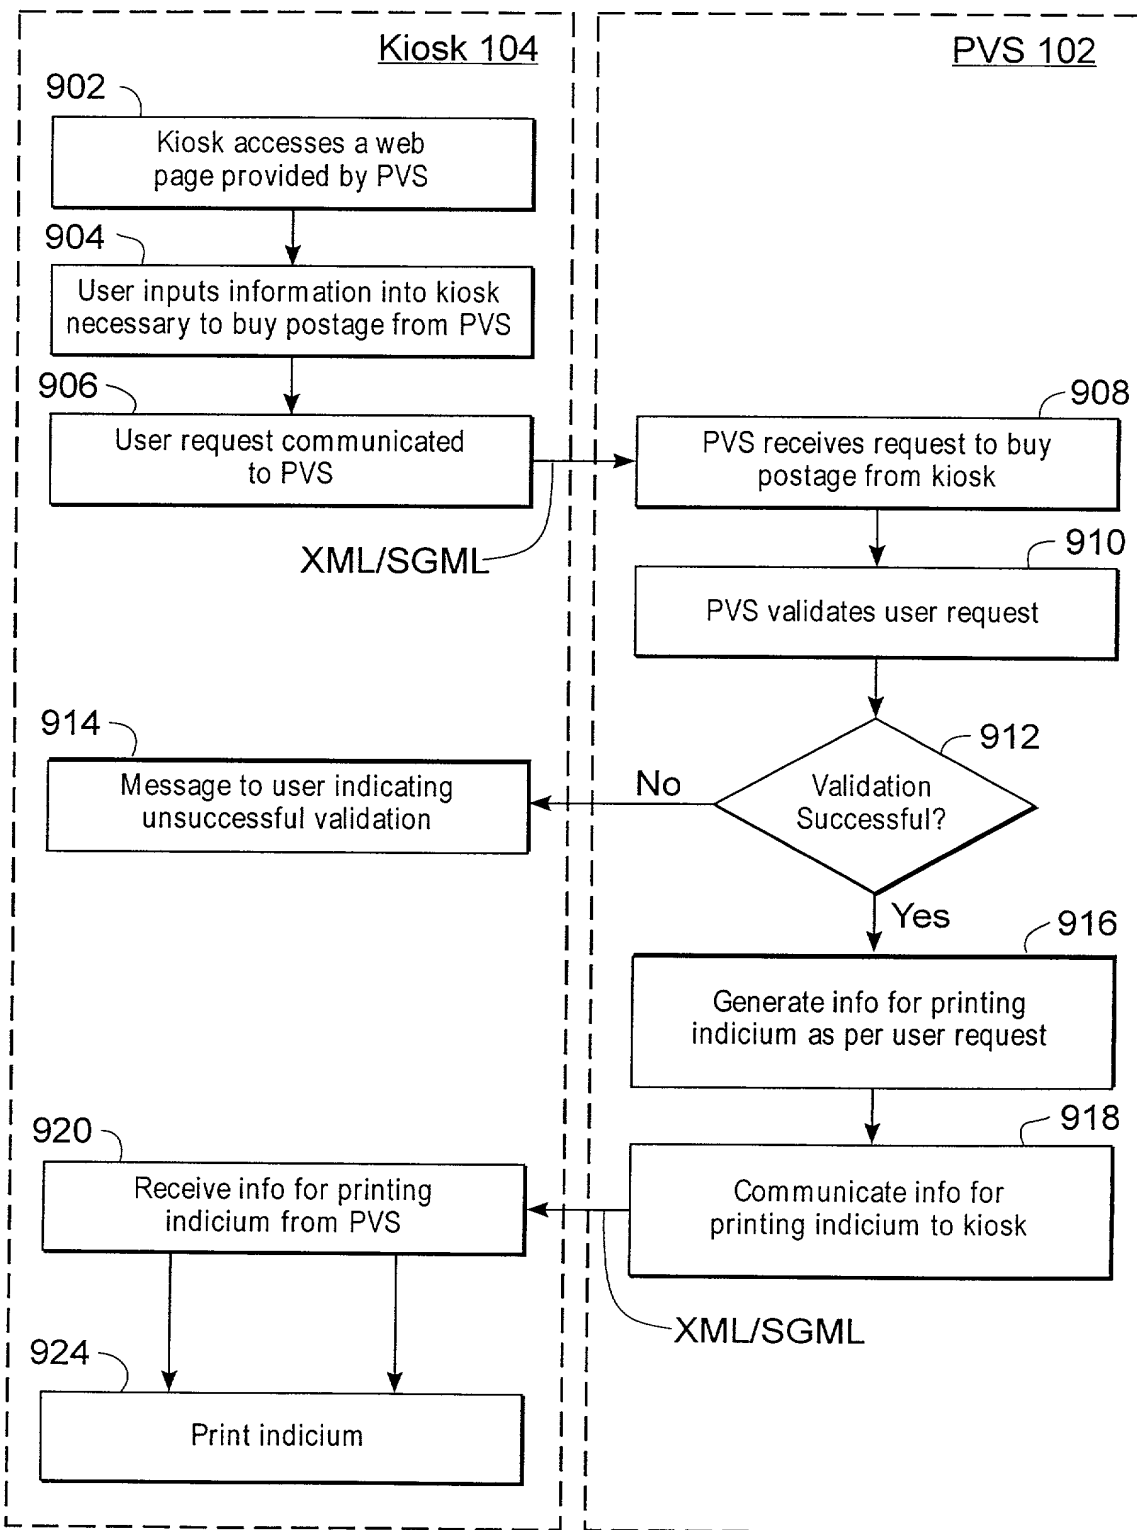 Kiosk 104
902
Kiosk accesses a web
page provided by PVS
904
User inputs information into kiosk
necessary to buy postage from PVS
906
User request communicated
to PVS
XML/SGML
PVS 102
908
PVS receives request to buy
postage from kiosk
910
PVS validates user request
912
Validation
Successful?
No
914
Message to user indicating
unsuccessful validation
Yes
916
Generate info for printing
indicium as per user request
918
Communicate info for
printing indicium to kiosk
XML/SGML
920
Receive info for printing
indicium from PVS
924
Print indicium